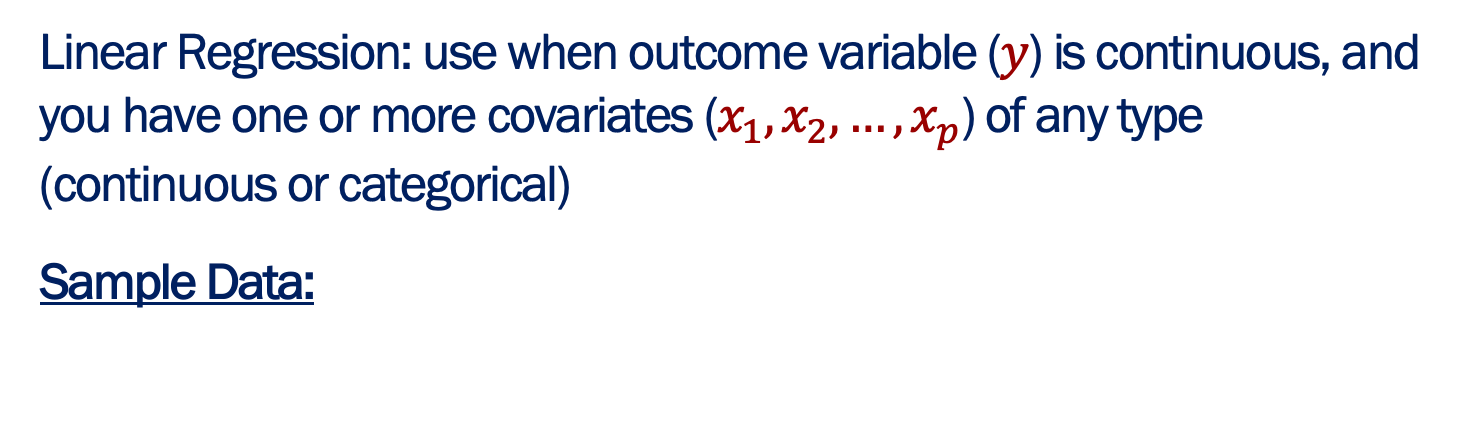 Linear Regression: use when outcome variable (y) is continuous, and
you have one or more covariates (x₁, x₂, … , xₚ) of any type
(continuous or categorical)
Sample Data: